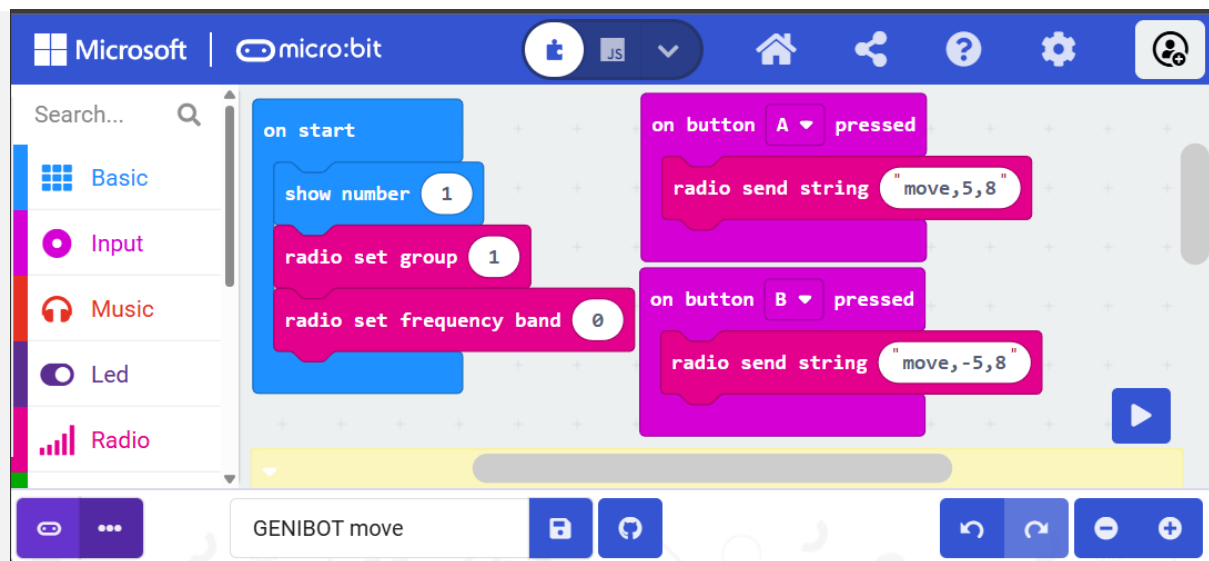 Microsoft
micro:bit
JS
Search...
Basic
Input
Music
Led
Radio
on start
show number 1
radio set group 1
radio set frequency band 0
on button A pressed
radio send string "move,5,8"
on button B pressed
radio send string "move,-5,8"
GENIBOT move